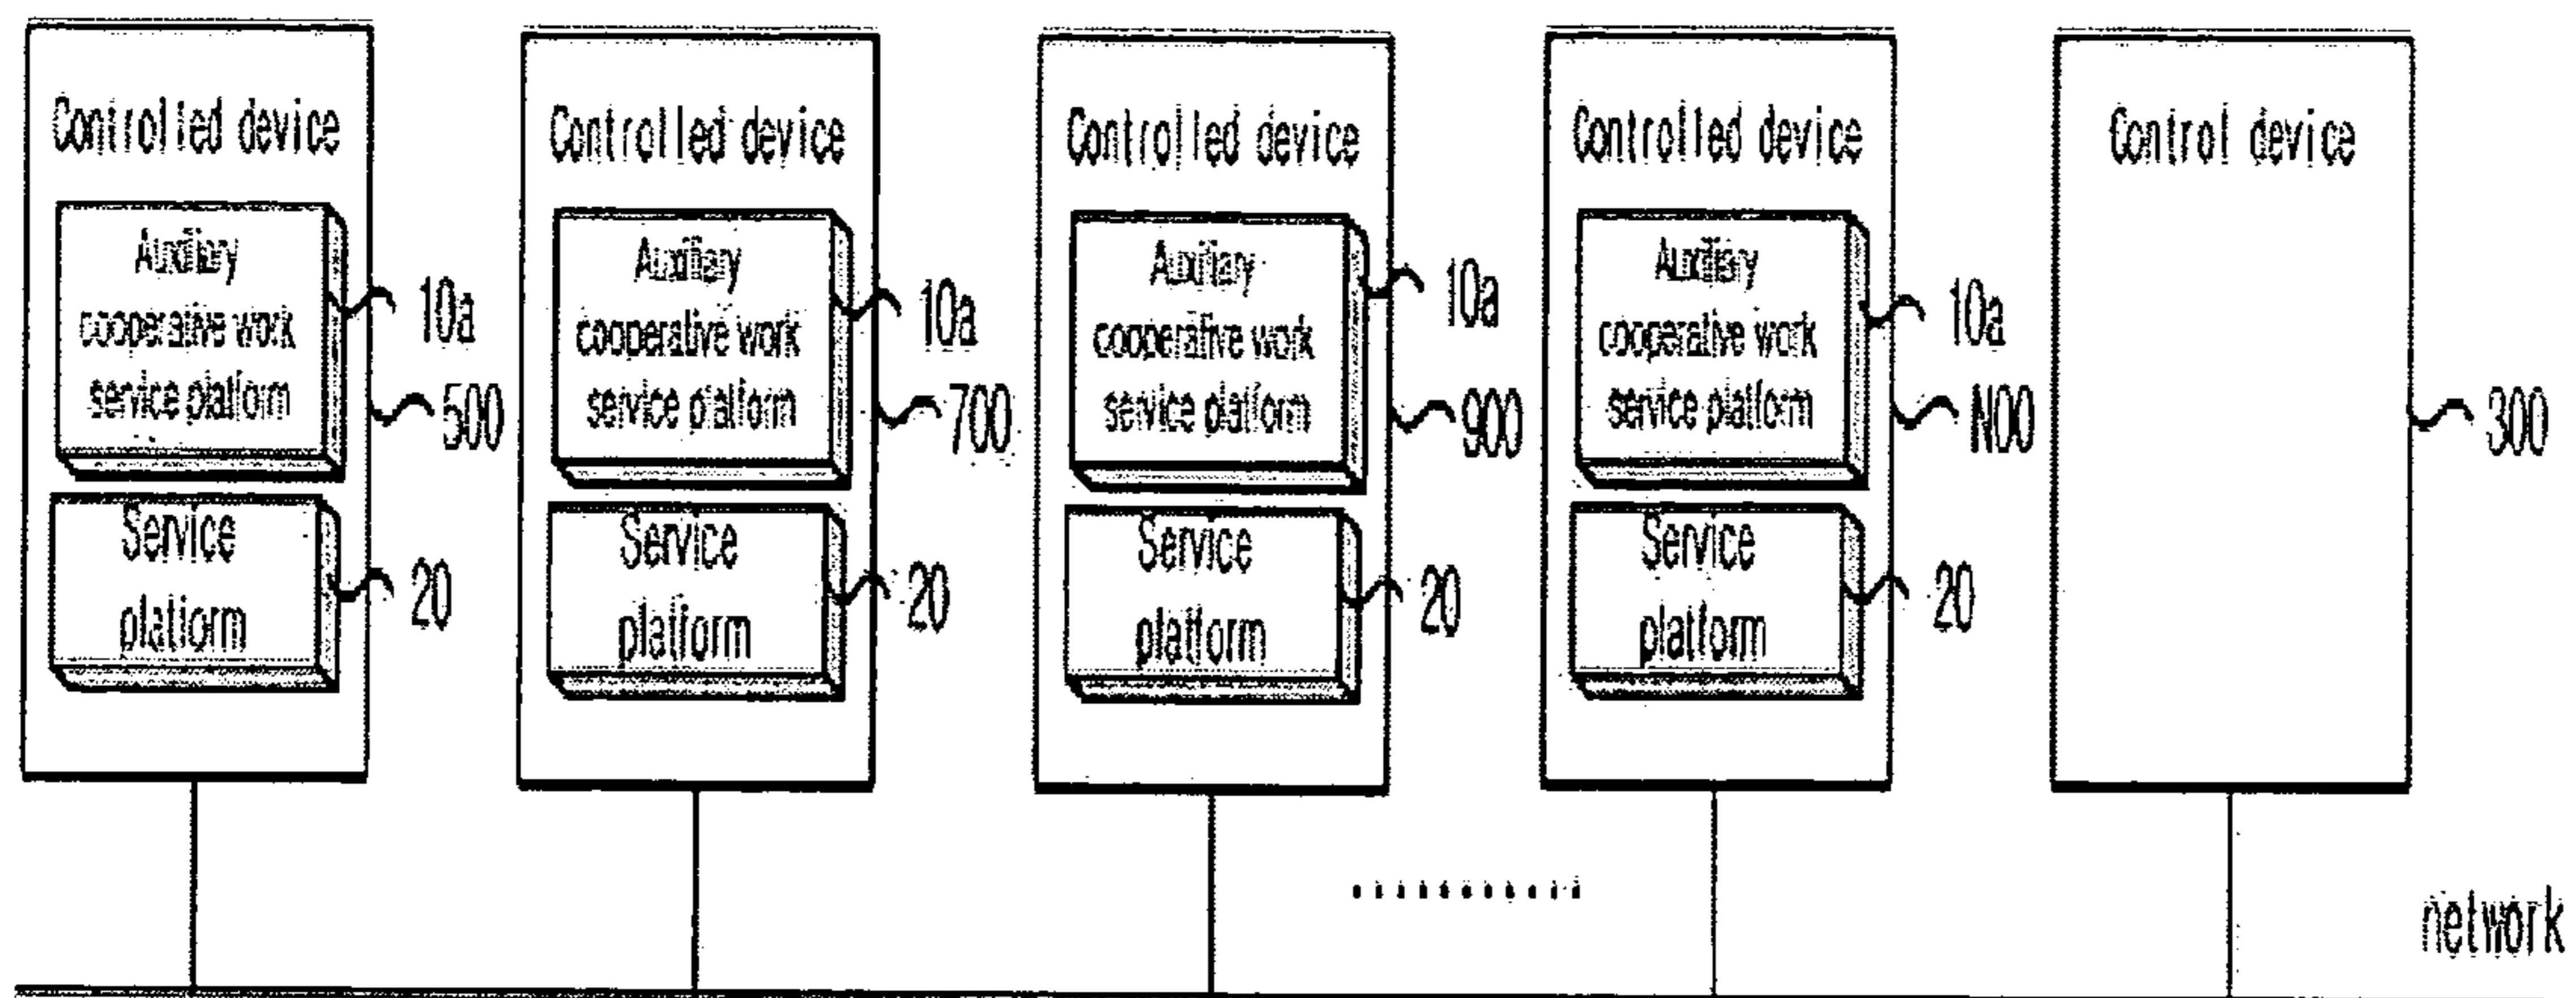 Controlled device
Auxiliary
cooperative work
service platform
10a
500
Service
platform
20
Controlled device
Auxiliary
cooperative work
service platform
10a
700
Service
platform
20
Controlled device
Auxiliary
cooperative work
service platform
10a
900
Service
platform
20
Controlled device
Auxiliary
cooperative work
service platform
10a
N00
Service
platform
20
Control device
300
network